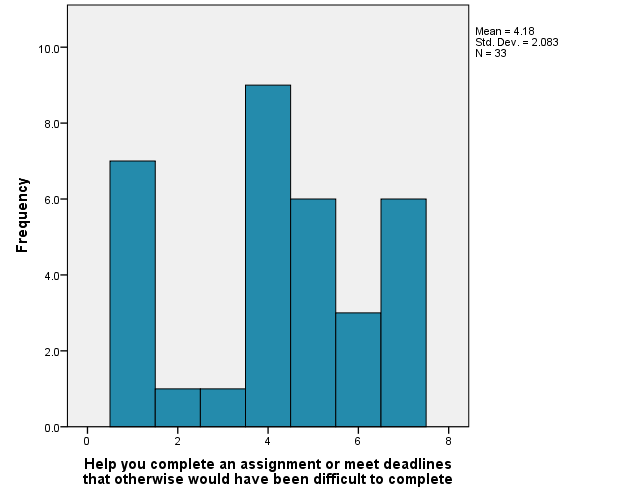 Mean = 4.18
Std. Dev. = 2.083
N = 33
10.0
8.0
6.0
4.0
2.0
0.0
Frequency
0 2 4 6 8
Help you complete an assignment or meet deadlines
that otherwise would have been difficult to complete